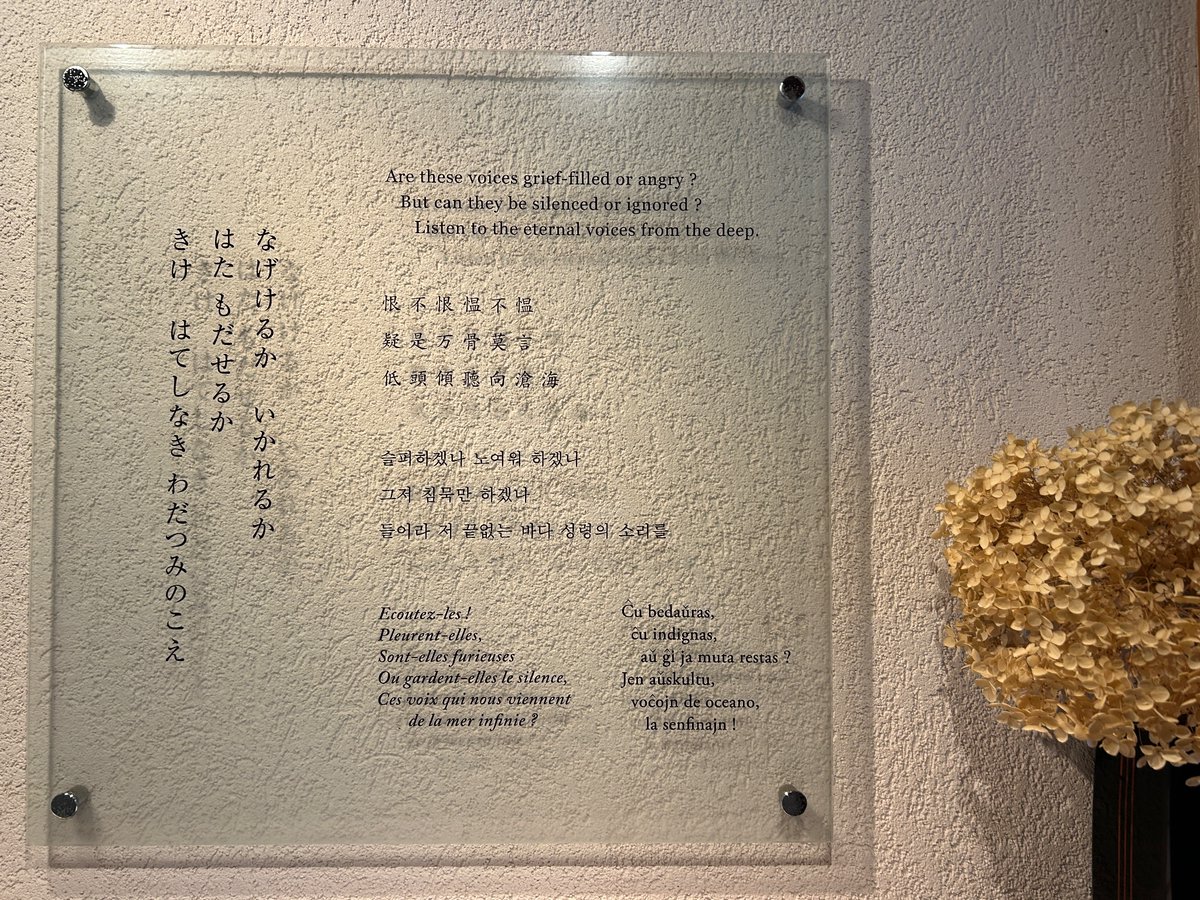 なげけるか　いかれるか
はた もだせるか
きけ　はてしなき わだつみのこえ
Are these voices grief-filled or angry ?
But can they be silenced or ignored ?
Listen to the eternal voices from the deep.
恨 不 恨 愠 不 愠
疑 是 万 骨 莫 言
低 頭 傾 聽 向 滄 海
슬퍼하겠나 노여워 하겠나
그저 침묵만 하겠나
들어라 저 끝없는 바다 성령의 소리를
Ecoutez-les !
Pleurent-elles,
Sont-elles furieuses
Ou gardent-elles le silence,
Ces voix qui nous viennent
de la mer infinie ?
Ĉu bedaŭras,
ĉu indignas,
aŭ ĝi ja muta restas ?
Jen aŭskultu,
voĉojn de oceano,
la senfinajn !